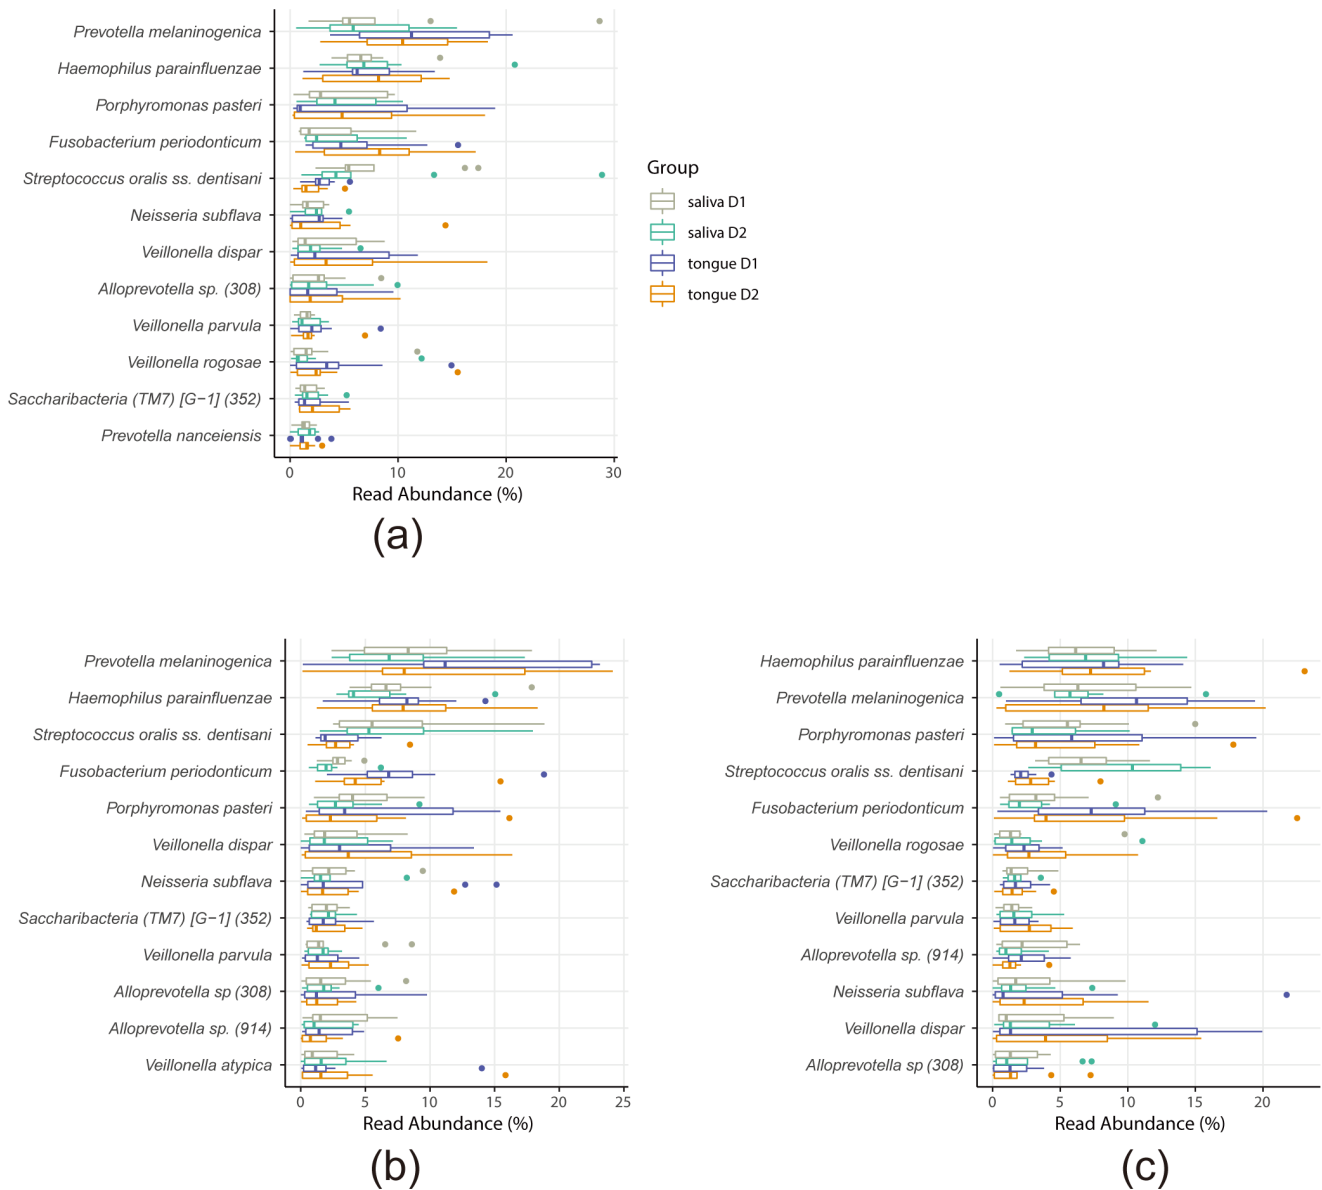 Prevotella melaninogenica
Haemophilus parainfluenzae
Porphyromonas pasteri
Fusobacterium periodonticum
Streptococcus oralis ss. dentisani
Neisseria subflava
Veillonella dispar
Alloprevotella sp. (308)
Veillonella parvula
Veillonella rogosae
Saccharibacteria (TM7) [G−1] (352)
Prevotella nanceiensis
0 10 20 30
Read Abundance (%)
(a)
Group
saliva D1
saliva D2
tongue D1
tongue D2
Prevotella melaninogenica
Haemophilus parainfluenzae
Streptococcus oralis ss. dentisani
Fusobacterium periodonticum
Porphyromonas pasteri
Veillonella dispar
Neisseria subflava
Saccharibacteria (TM7) [G−1] (352)
Veillonella parvula
Alloprevotella sp (308)
Alloprevotella sp. (914)
Veillonella atypica
0 5 10 15 20 25
Read Abundance (%)
(b)
Haemophilus parainfluenzae
Prevotella melaninogenica
Porphyromonas pasteri
Streptococcus oralis ss. dentisani
Fusobacterium periodonticum
Veillonella rogosae
Saccharibacteria (TM7) [G−1] (352)
Veillonella parvula
Alloprevotella sp. (914)
Neisseria subflava
Veillonella dispar
Alloprevotella sp (308)
0 5 10 15 20
Read Abundance (%)
(c)